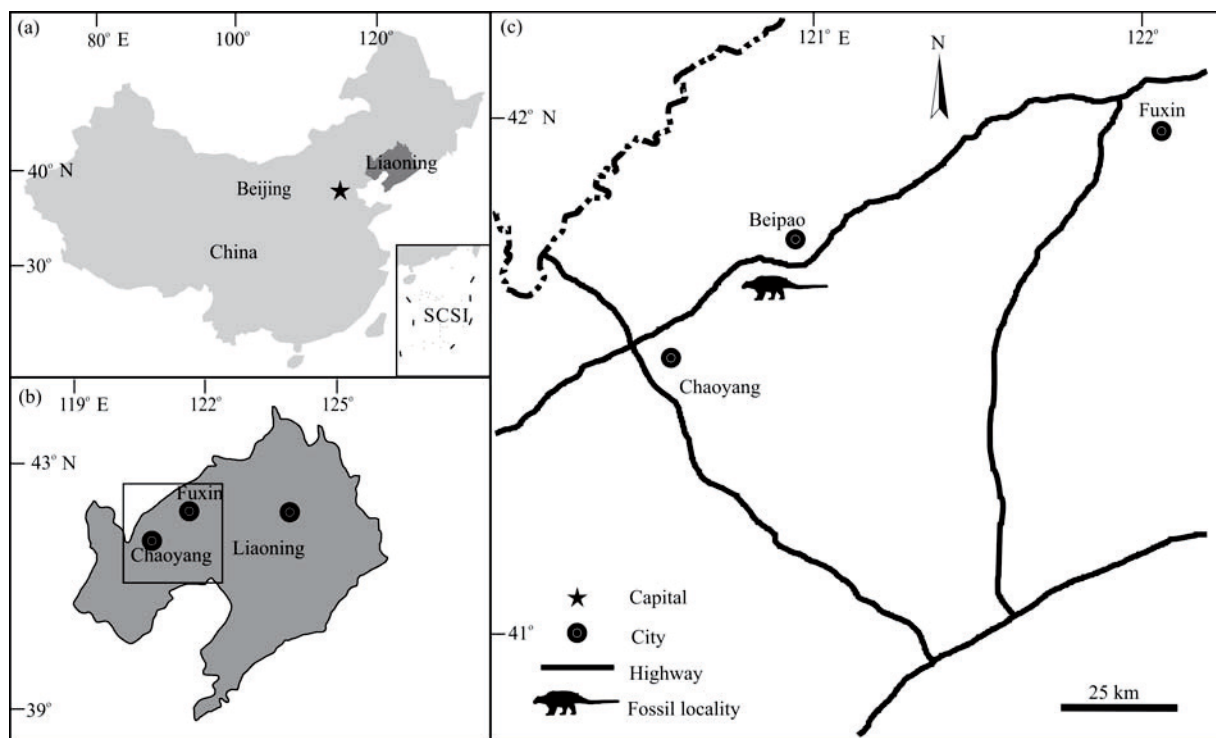 (a)
80° E
100°
120°
40° N
30°
Liaoning
Beijing
China
SCSI
(b)
119° E
122°
125°
43° N
39°
Fuxin
Chaoyang
Liaoning
(c)
121° E
122°
N
42° N
Fuxin
Beipao
Chaoyang
41°
Capital
City
Highway
Fossil locality
25 km